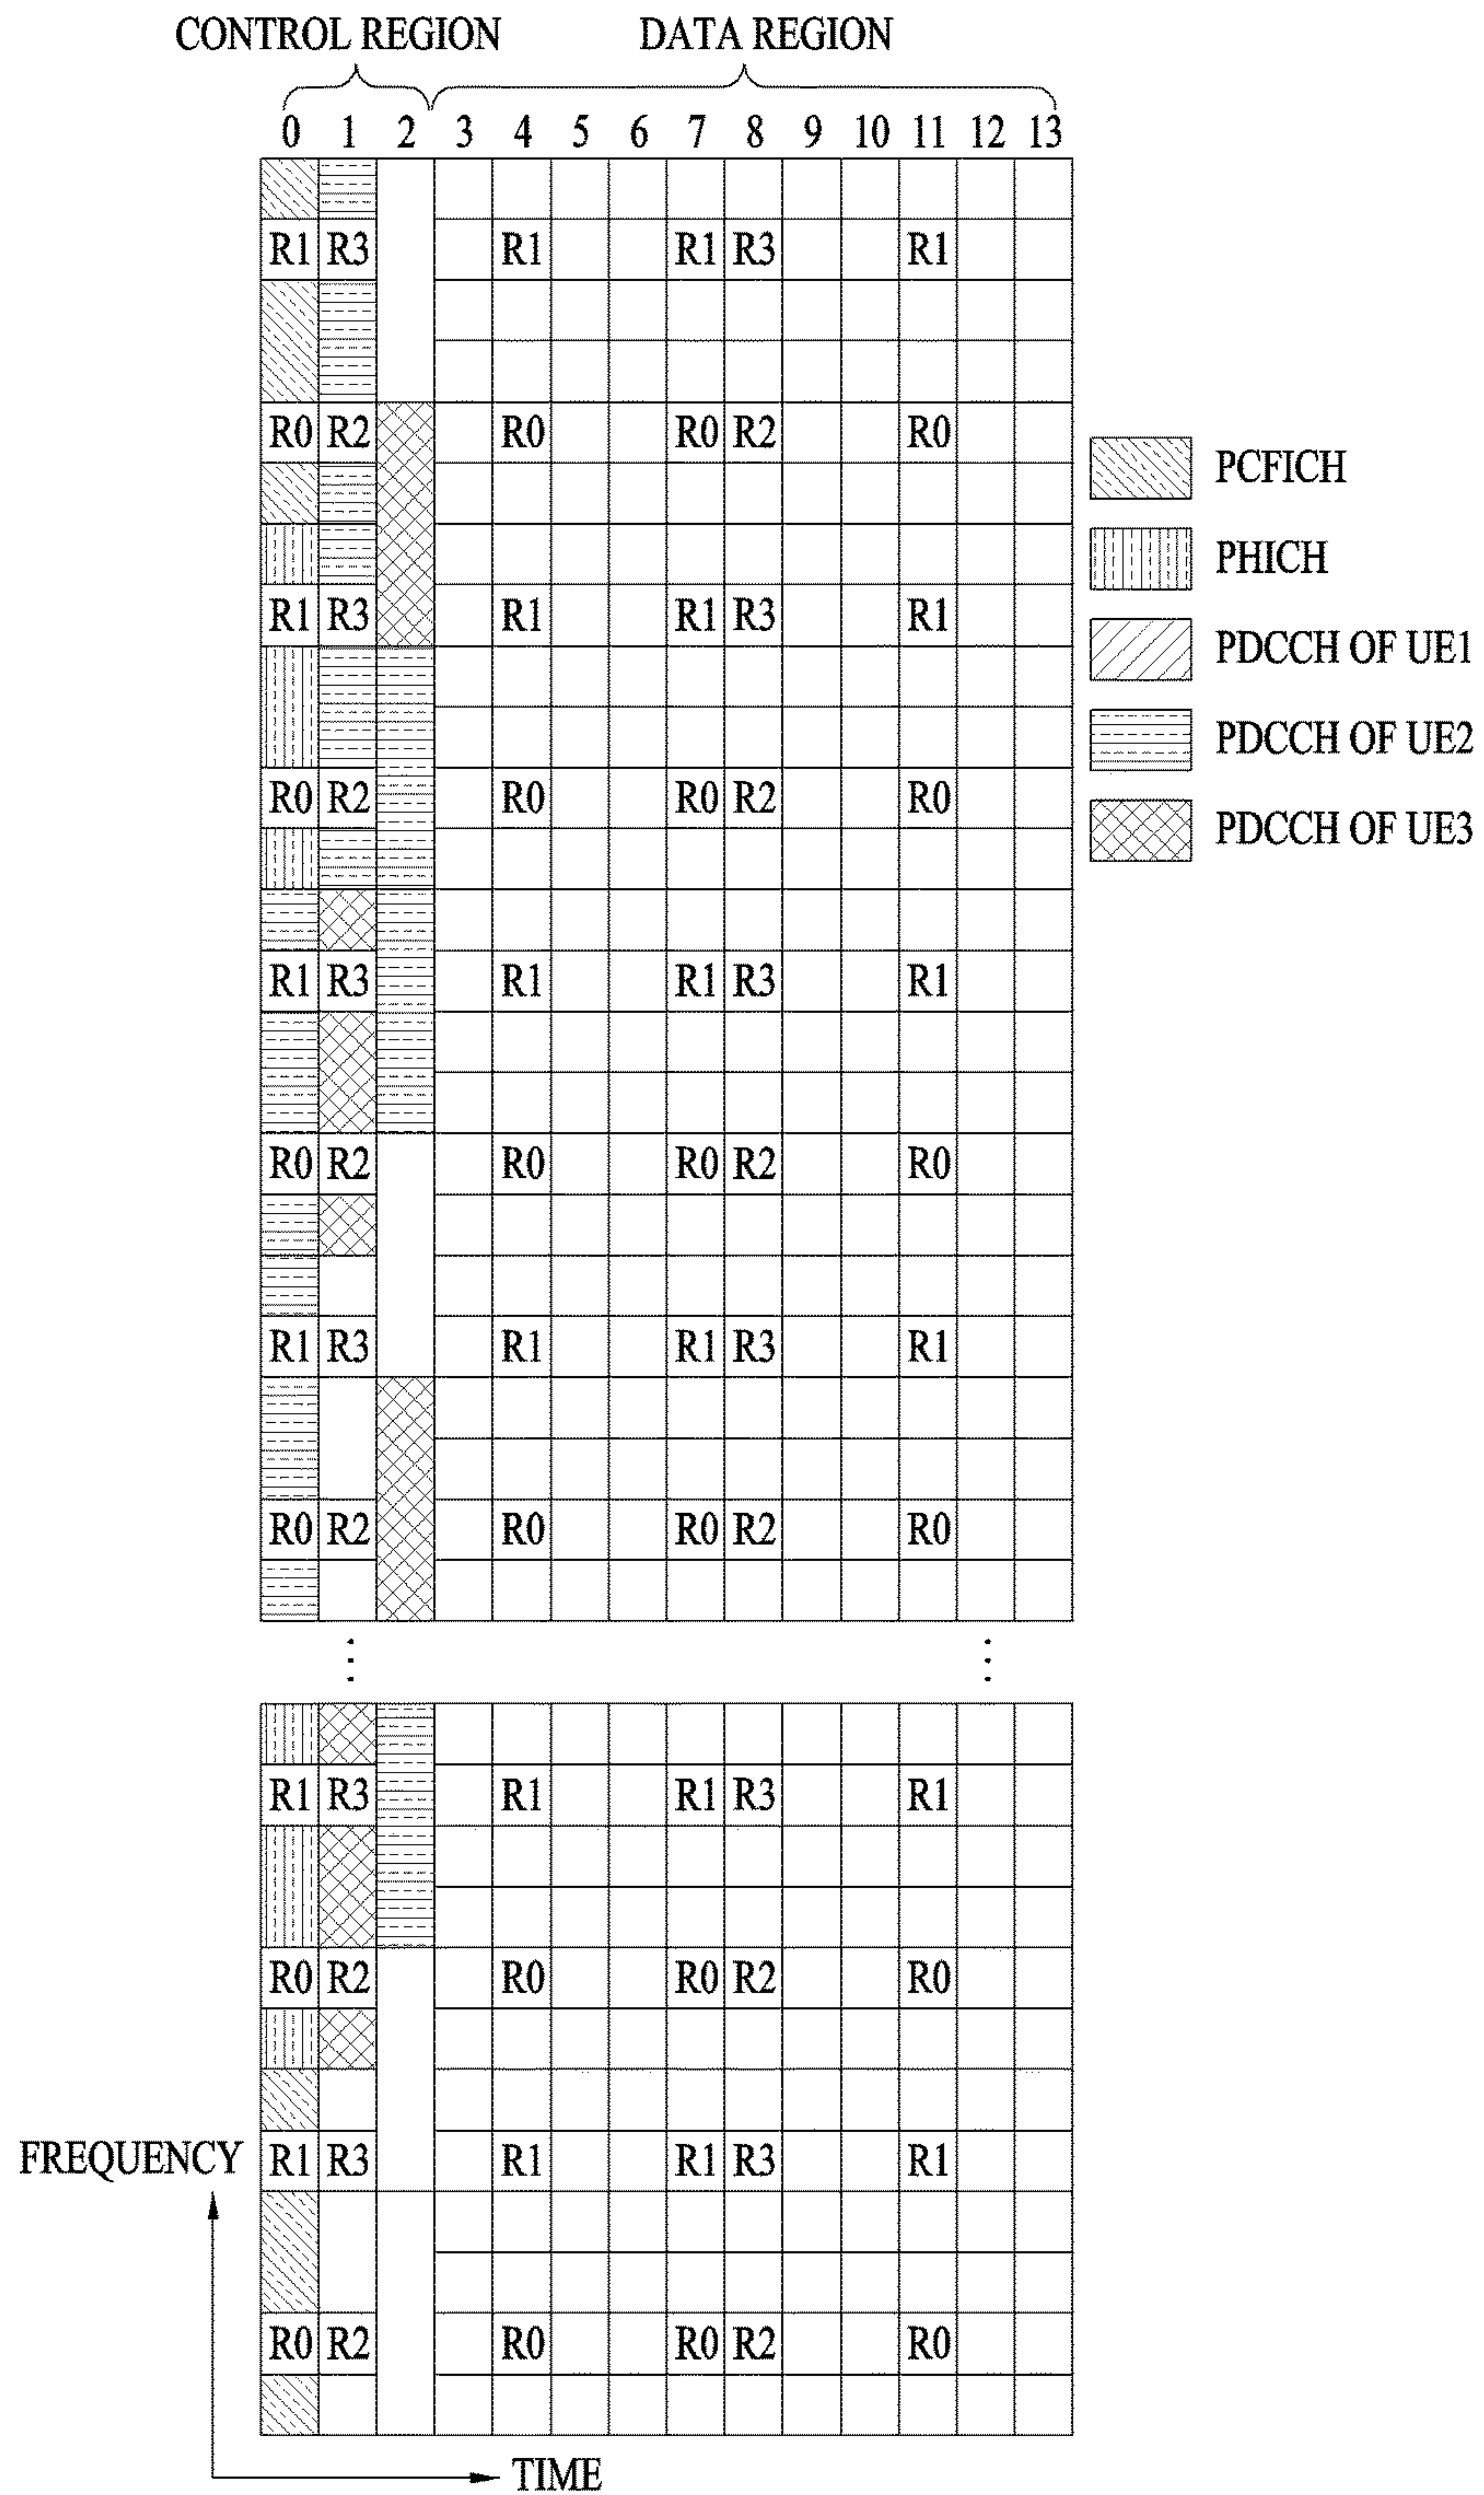 CONTROL REGION DATA REGION
0 1 2 3 4 5 6 7 8 9 10 11 12 13
R1 R3 R1 R1 R3 R1
R0 R2 R0 R0 R2 R0
PCFICH
PHICH
R1 R3 R1 R1 R3 R1
PDCCH OF UE1
PDCCH OF UE2
R0 R2 R0 R0 R2 R0
PDCCH OF UE3
R1 R3 R1 R1 R3 R1
R0 R2 R0 R0 R2 R0
R1 R3 R1 R1 R3 R1
R0 R2 R0 R0 R2 R0
R1 R3 R1 R1 R3 R1
R0 R2 R0 R0 R2 R0
FREQUENCY R1 R3 R1 R1 R3 R1
R0 R2 R0 R0 R2 R0
TIME